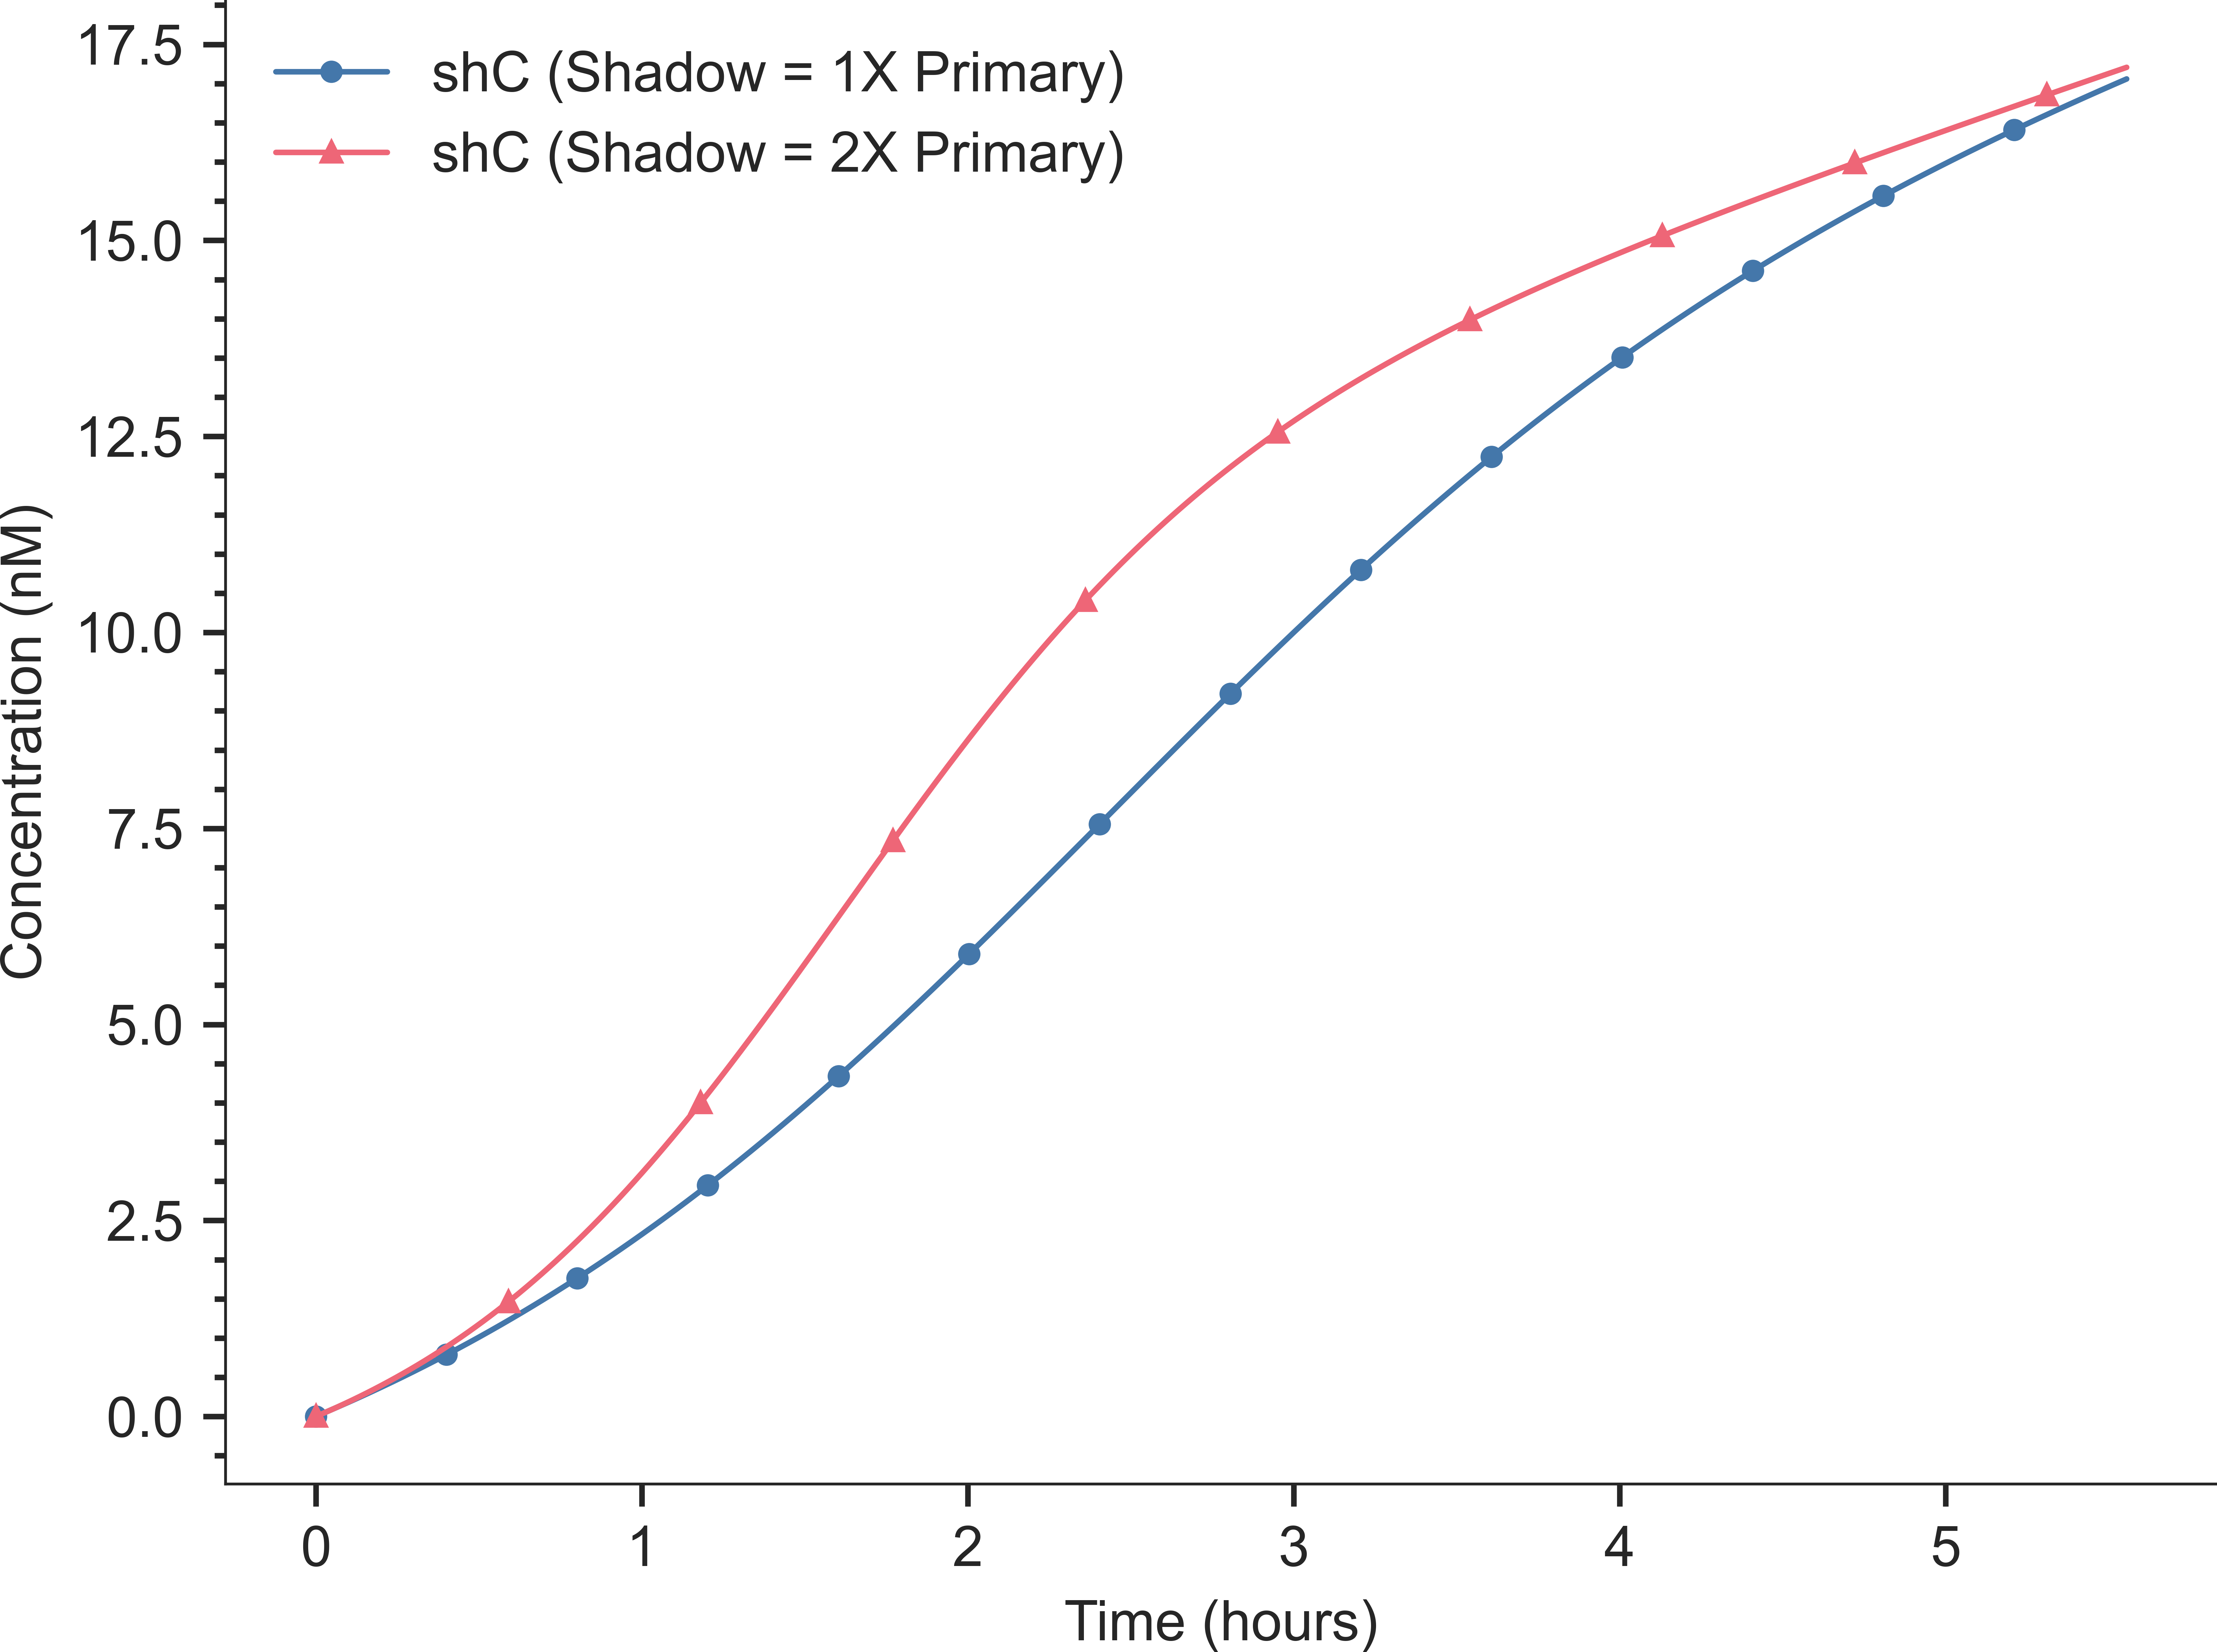 17.5
15.0
12.5
10.0
7.5
5.0
2.5
0.0
Concentration (nM)
shC (Shadow = 1X Primary)
shC (Shadow = 2X Primary)
0 1 2 3 4 5
Time (hours)